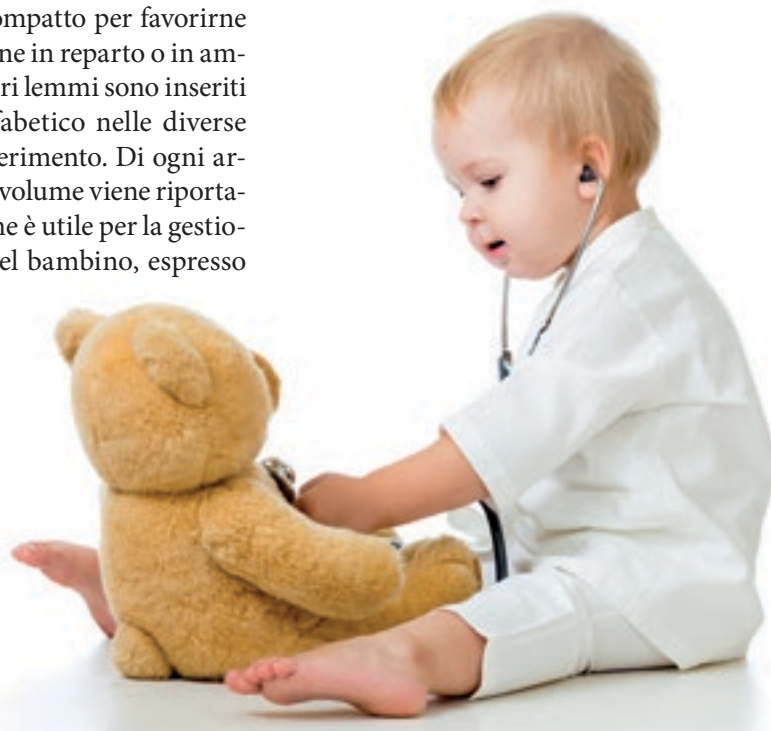 ompatto per favorirne
ne in reparto o in am-
ri lemmi sono inseriti
fabetico nelle diverse
erimento. Di ogni ar-
volume viene riporta-
ne è utile per la gestio-
el bambino, espresso